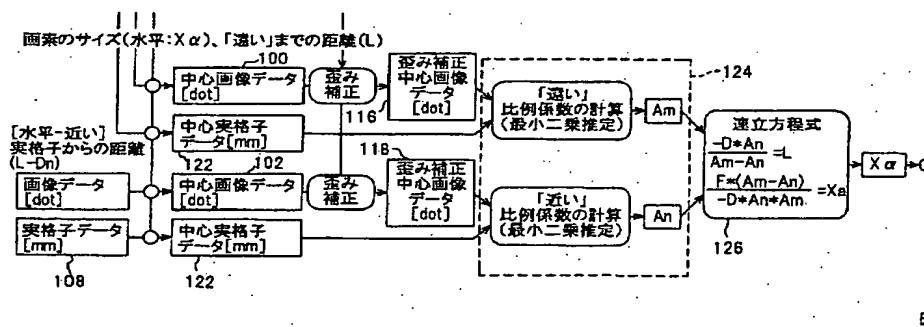 画素のサイズ(水平:Xα)、「遠い」までの距離(L)
100
中心画像データ
[dot]
歪み
補正
歪み補正
中心画像
データ
[dot]
116
124
「遠い」
比例係数の計算
(最小二乗推定)
Am
中心実格子
データ[mm]
122
[水平-近い]
実格子からの距離
(L-Dn)
画像データ
[dot]
102
中心画像データ
[dot]
歪み
補正
118
歪み補正
中心画像
データ
[dot]
「近い」
比例係数の計算
(最小二乗推定)
An
実格子データ
[mm]
108
中心実格子
データ[mm]
122
連立方程式
-D*An
Am-An
=L
F*(Am-An)
-D*An*Am
=Xa
126
Xα